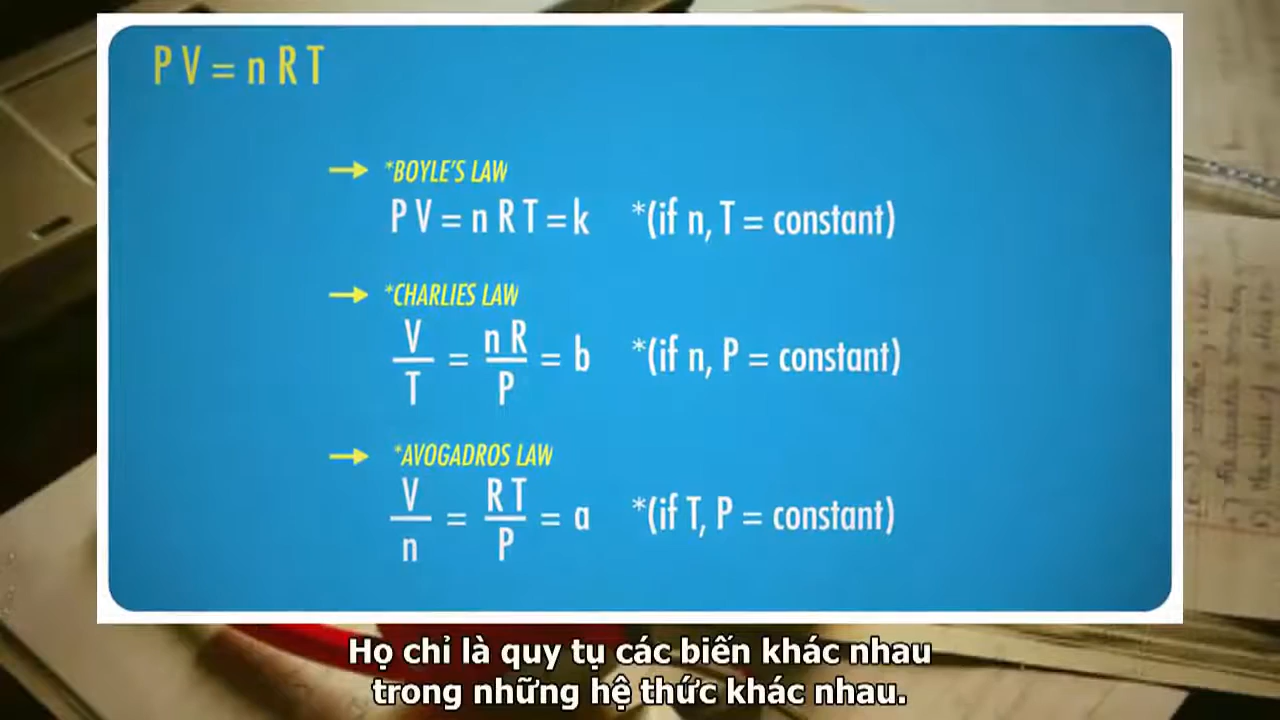 PV=nRT
*BOYLE'S LAW
PV=nRT=k *(if n, T = constant)
*CHARLIES LAW
V/T = nR/P = b *(if n, P = constant)
*AVOGADROS LAW
V/n = RT/P = a *(if T, P = constant)
Họ chỉ là quy tụ các biến khác nhau
trong những hệ thức khác nhau.